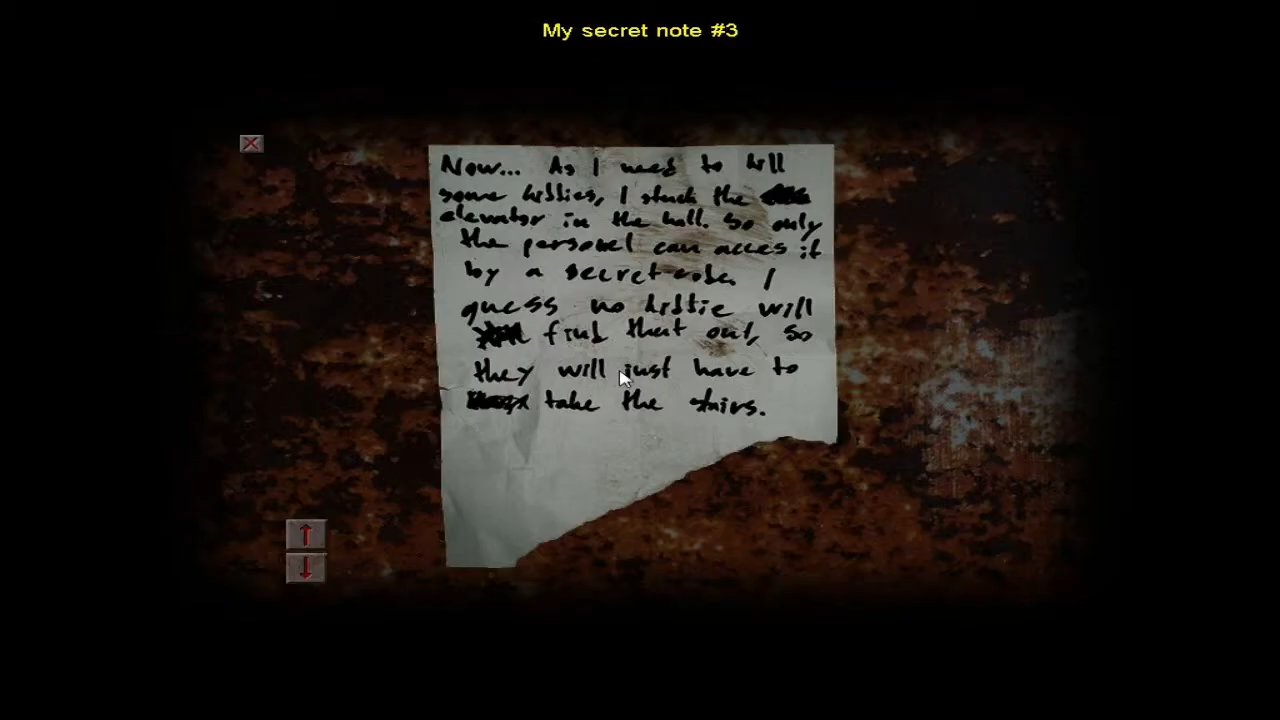 My secret note #3
Now... As I need to kill
some kitties, I stuck the
elevator in the hall. So only
the personel can acces it
by a secret code. I
guess no kittie will
find that out, so
they will just have to
take the stairs.